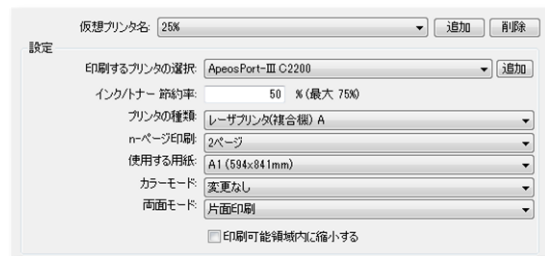 仮想プリンタ名: 25% 追加 削除
設定
印刷するプリンタの選択: ApeosPort-Ⅲ C2200 追加
インク/トナー 節約率: 50 %(最大 75%)
プリンタの種類: レーザプリンタ(複合機) A
n-ページ印刷: 2ページ
使用する用紙: A1 (594x841mm)
カラーモード: 変更なし
両面モード: 片面印刷
印刷可能領域内に縮小する